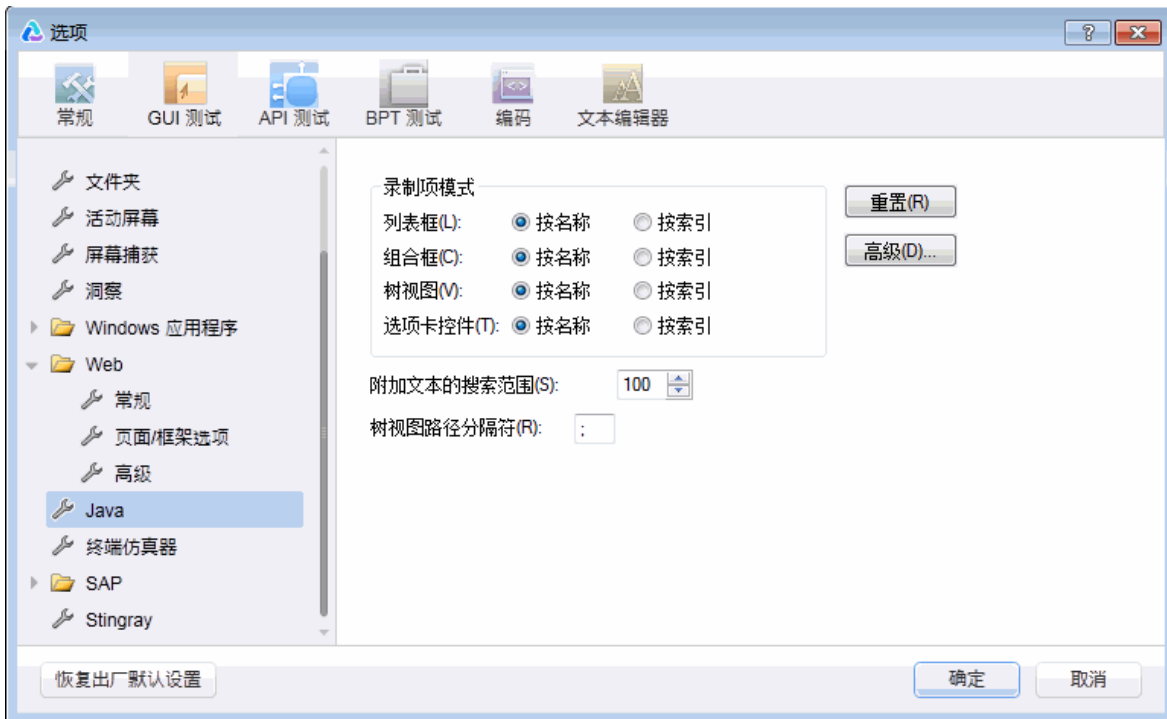 选项
常规
GUI 测试
API 测试
BPT 测试
编码
文本编辑器
文件夹
活动屏幕
屏幕捕获
洞察
Windows 应用程序
Web
常规
页面/框架选项
高级
Java
终端仿真器
SAP
Stingray
录制项模式
列表框(L): 按名称 按索引
组合框(C): 按名称 按索引
树视图(V): 按名称 按索引
选项卡控件(T): 按名称 按索引
附加文本的搜索范围(S): 100
树视图路径分隔符(R): ;
重置(R)
高级(D)...
恢复出厂默认设置
确定
取消